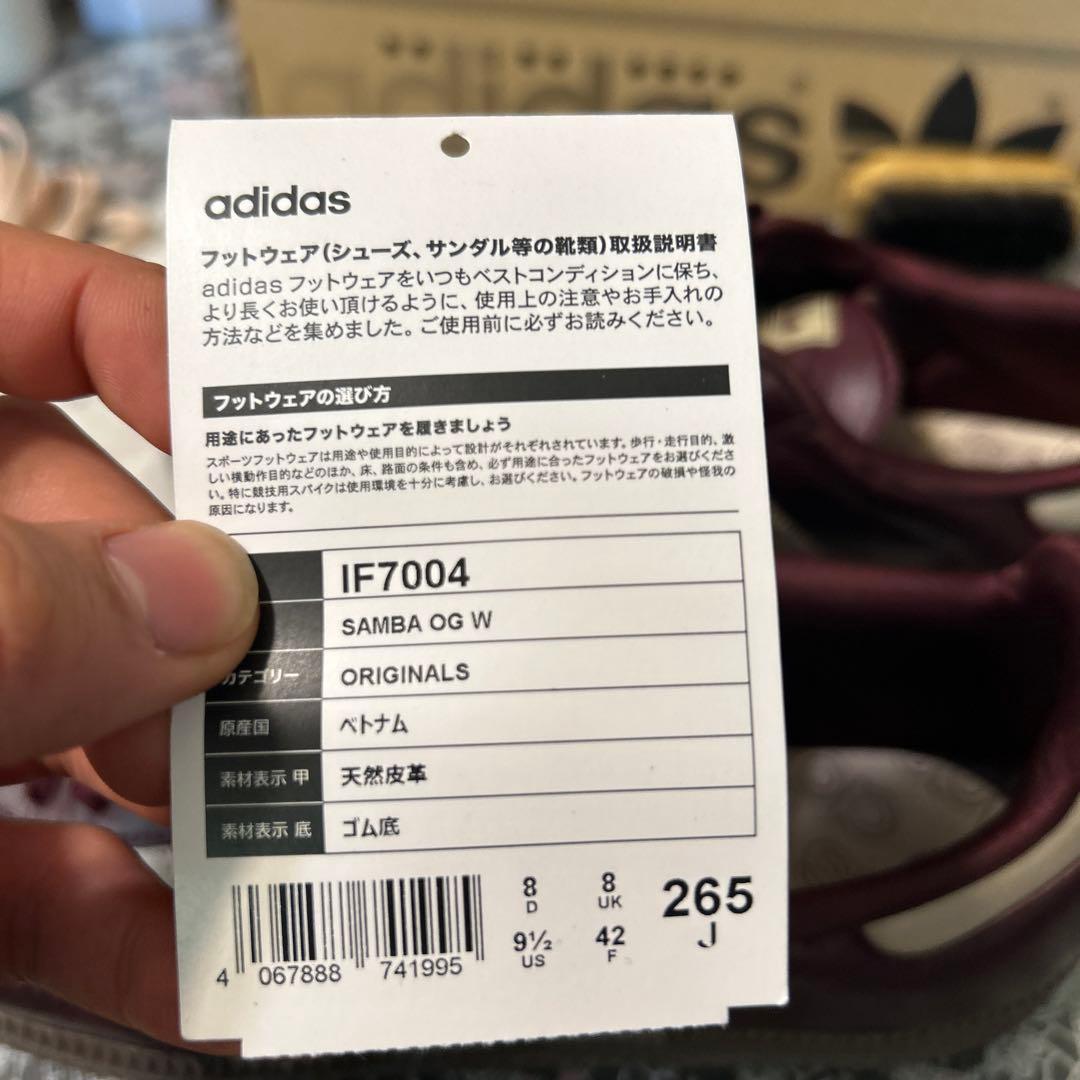 adidas
adidas
フットウェア(シューズ、サンダル等の靴類)取扱説明書
adidas フットウェアをいつもベストコンディションに保ち、
より長くお使い頂けるように、使用上の注意やお手入れの
方法などを集めました。ご使用前に必ずお読みください。
フットウェアの選び方
用途にあったフットウェアを履きましょう
スポーツフットウェアは用途や使用目的によって設計がそれぞれされています。歩行・走行目的、激
しい横動作目的などのほか、床、路面の条件も含め、必ず用途に合ったフットウェアをお選びくださ
い。特に競技用スパイクは使用環境を十分に考慮し、お選びください。フットウェアの破損や怪我の
原因になります。
IF7004
SAMBA OG W
カテゴリー ORIGINALS
原産国 ベトナム
素材表示 甲 天然皮革
素材表示 底 ゴム底
8 8 265
D UK J
9½ 42
US F
4 067888 741995